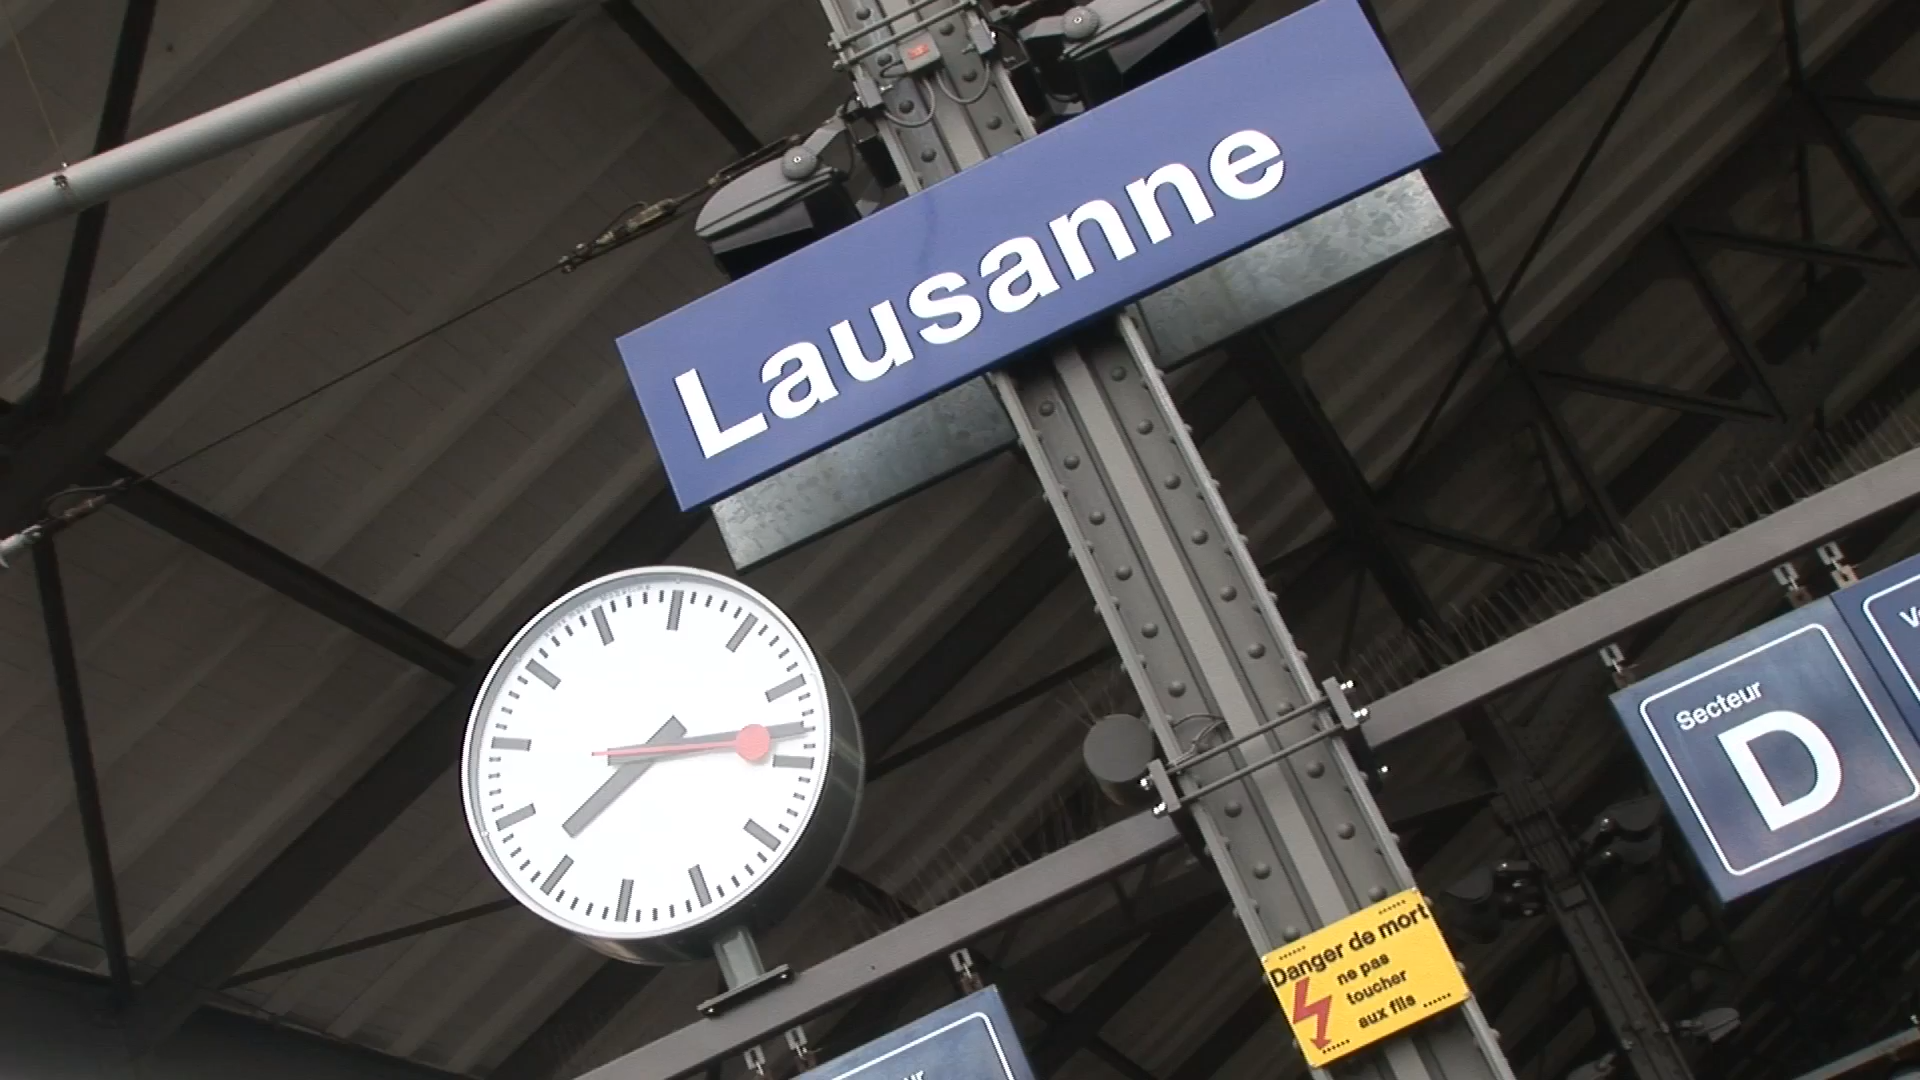 Lausanne
Secteur
D
Danger de mort
ne pas
toucher
aux fils